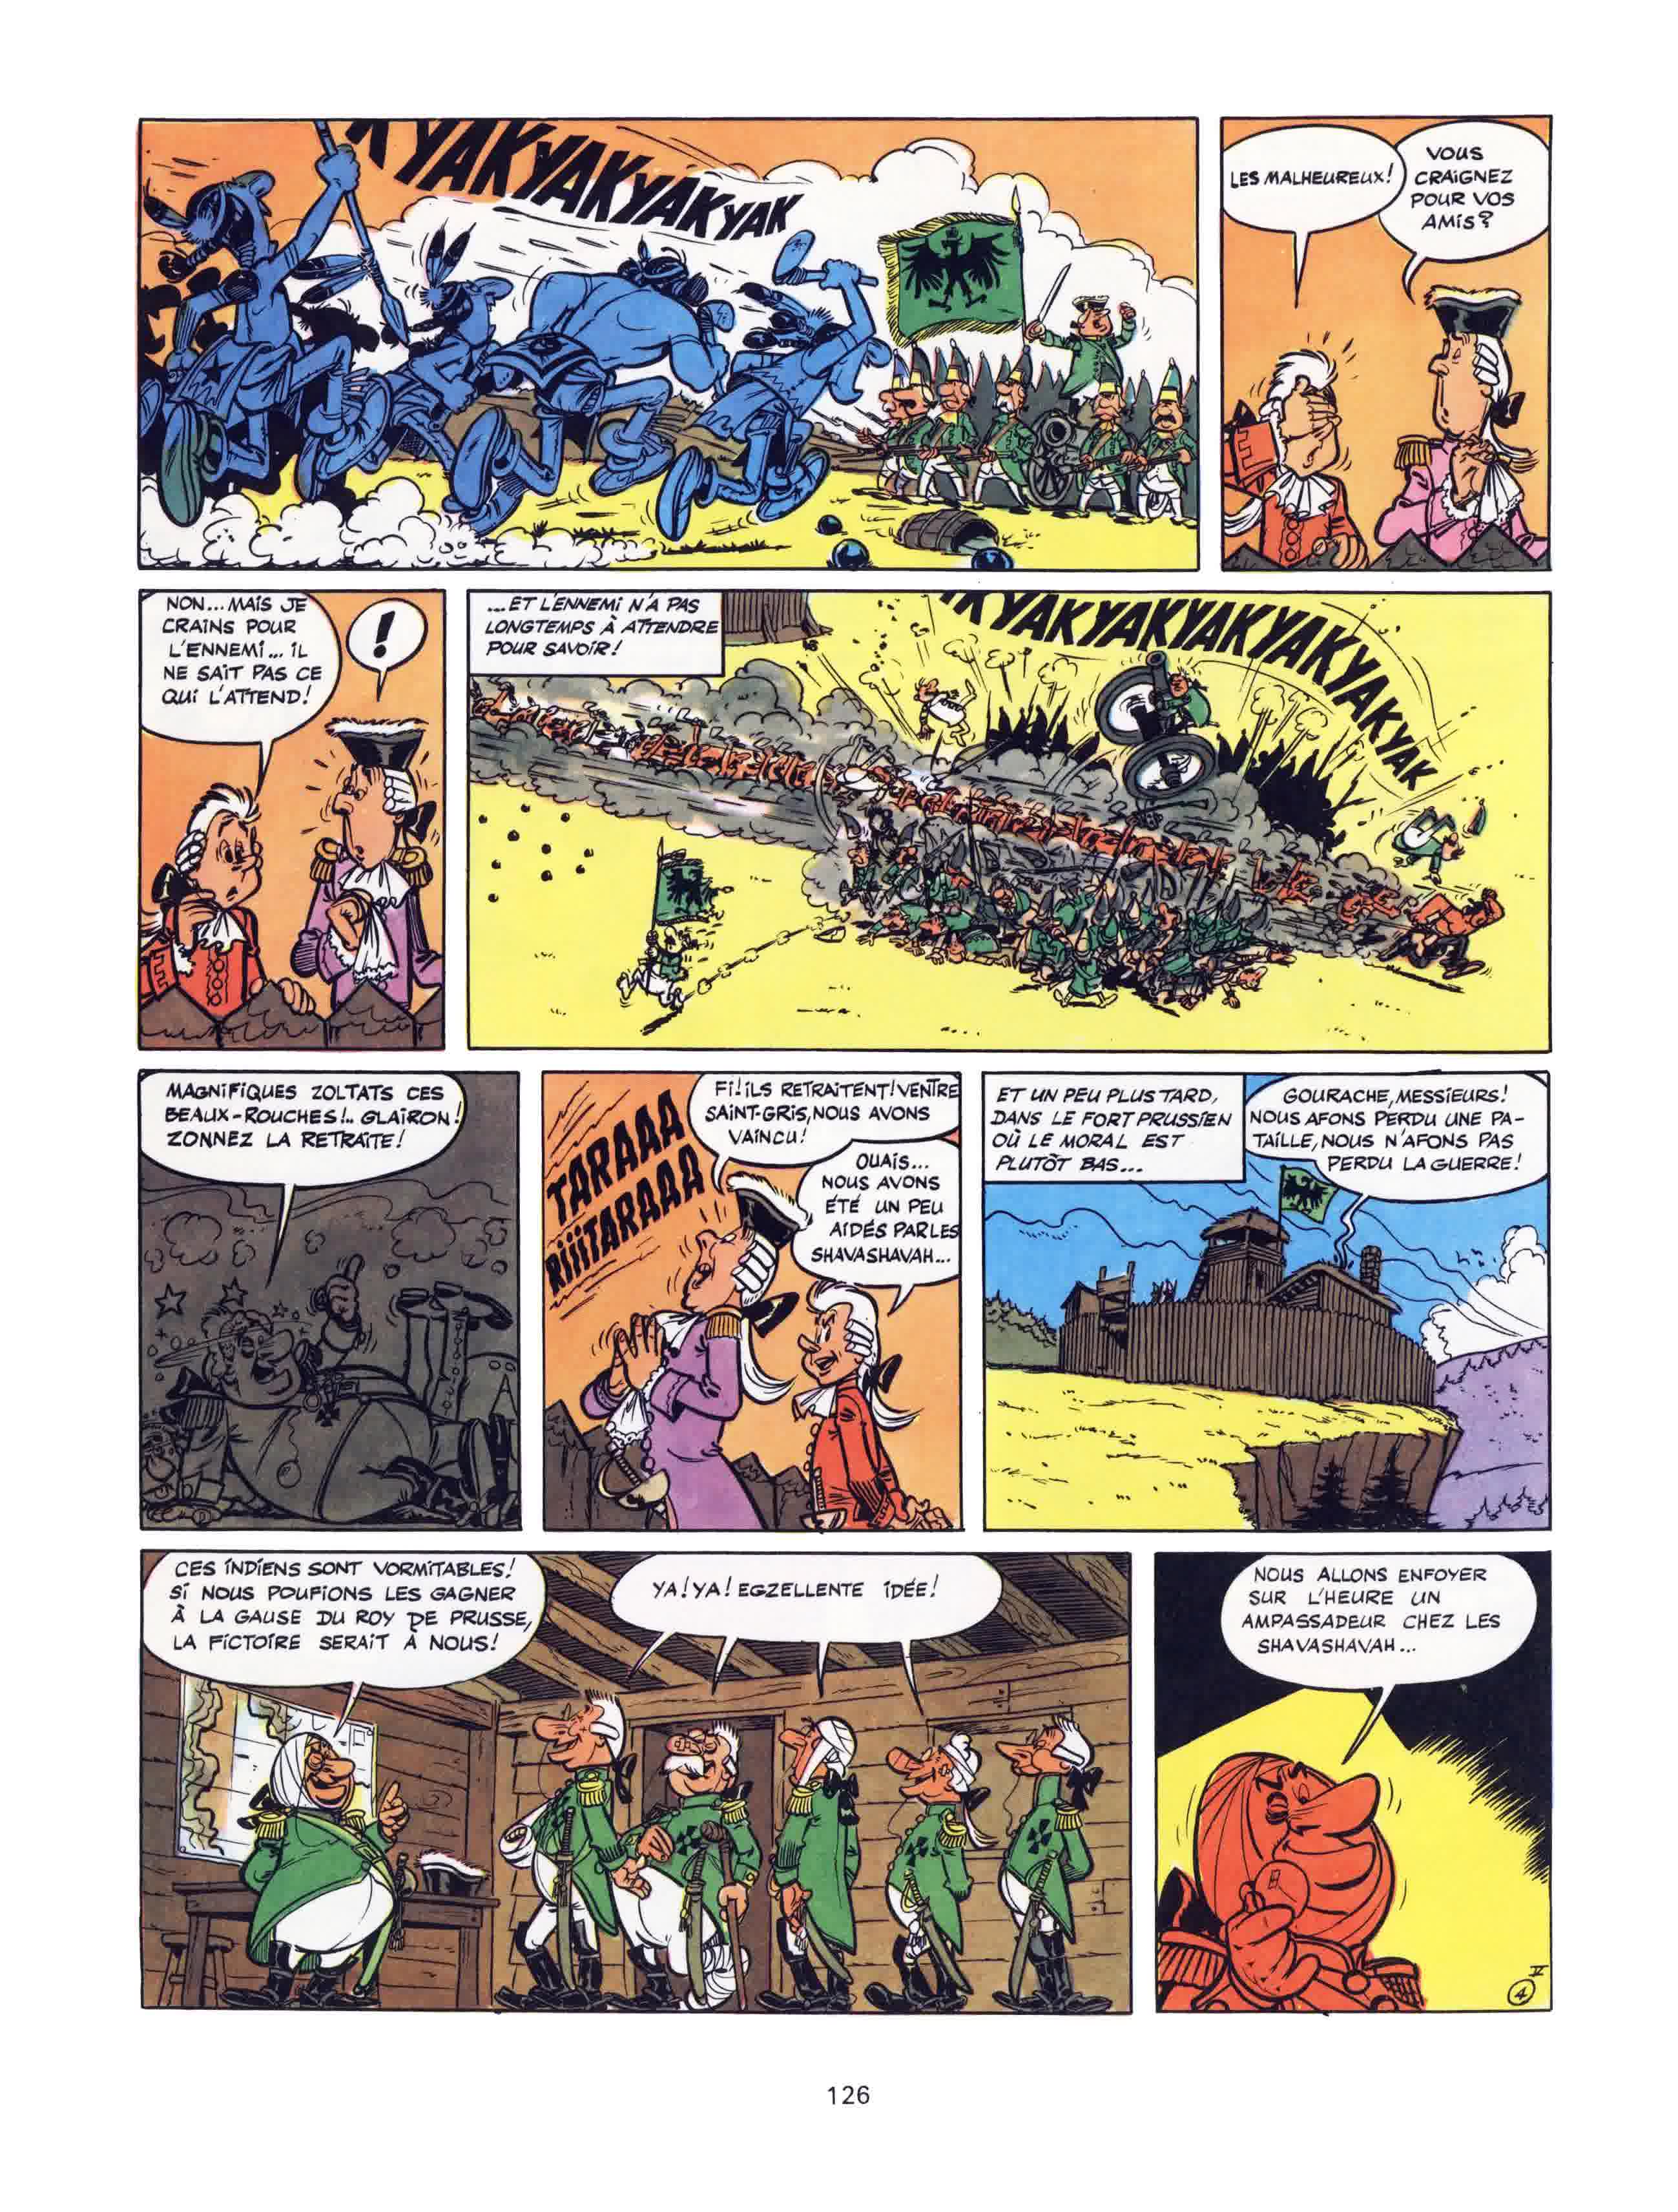 KYAKYAKYAKYAKYAK
LES MALHEUREUX!
VOUS
CRAIGNEZ
POUR VOS
AMIS?
NON... MAIS JE
CRAINS POUR
L'ENNEMI... IL
NE SAIT PAS CE
QUI L'ATTEND!
!
...ET L'ENNEMI N'A PAS
LONGTEMPS À ATTENDRE
POUR SAVOIR!
KYAKYAKYAKYAKYAKYAKYAK
MAGNIFIQUES ZOLTATS CES
BEAUX-ROUCHES!.. GLAIRON!
ZONNEZ LA RETRAITE!
TARAAA
RIIITARAAA
FI! ILS RETRAITENT! VENTRE
SAINT-GRIS, NOUS AVONS
VAINCU!
OUAIS...
NOUS AVONS
ÉTÉ UN PEU
AIDÉS PAR LES
SHAVASHAVAH...
ET UN PEU PLUS TARD,
DANS LE FORT PRUSSIEN
OÙ LE MORAL EST
PLUTÔT BAS...
GOURACHE, MESSIEURS!
NOUS AFONS PERDU UNE PA-
TAILLE, NOUS N'AFONS PAS
PERDU LA GUERRE!
CES INDIENS SONT VORMITABLES!
SI NOUS POUFIONS LES GAGNER
À LA GAUSE DU ROY DE PRUSSE,
LA FICTOIRE SERAIT À NOUS!
YA! YA! EGZELLENTE IDÉE!
NOUS ALLONS ENFOYER
SUR L'HEURE UN
AMPASSADEUR CHEZ LES
SHAVASHAVAH...
V
4
126